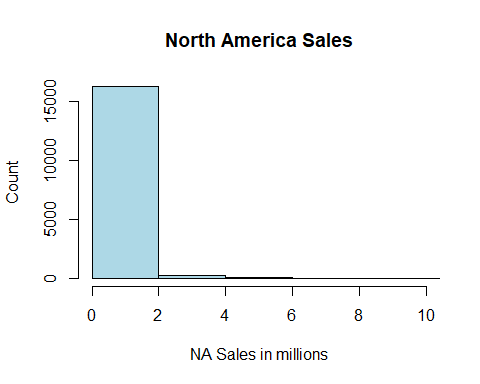 North America Sales
Count
15000
10000
5000
0
0 2 4 6 8 10
NA Sales in millions